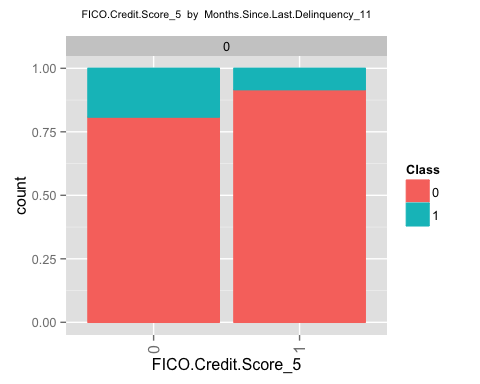 FICO.Credit.Score_5 by Months.Since.Last.Delinquency_11
0
1.00
0.75
0.50
0.25
0.00
count
0
1
FICO.Credit.Score_5
Class
0
1